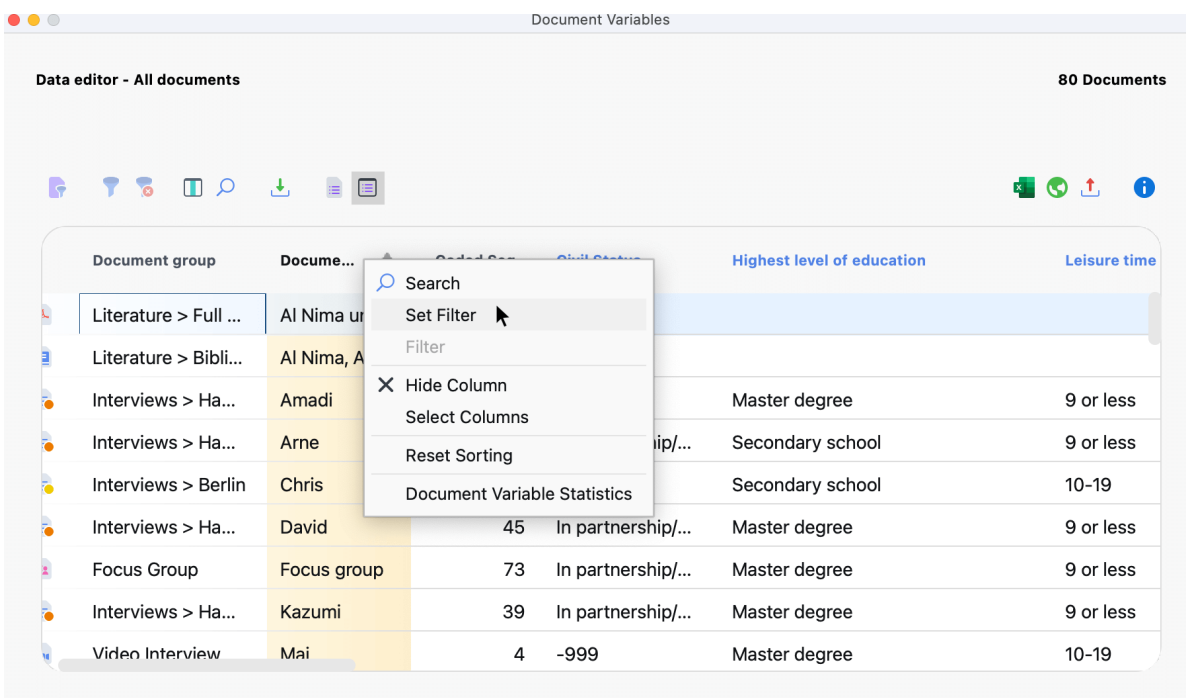 Document Variables
Data editor - All documents
80 Documents
Document group
Docume...
Coded Seg
Civil Status
Highest level of education
Leisure time
Search
Literature > Full ...
Al Nima
Set Filter
Filter
Literature > Bibli...
Al Nima, A
Hide Column
Interviews > Ha...
Amadi
Master degree
9 or less
Select Columns
Interviews > Ha...
Arne
ip/...
Secondary school
9 or less
Reset Sorting
Interviews > Berlin
Chris
Secondary school
10-19
Document Variable Statistics
Interviews > Ha...
David
45
In partnership/...
Master degree
9 or less
Focus Group
Focus group
73
In partnership/...
Master degree
9 or less
Interviews > Ha...
Kazumi
39
In partnership/...
Master degree
9 or less
Video Interview
Mai
4
-999
Master degree
10-19